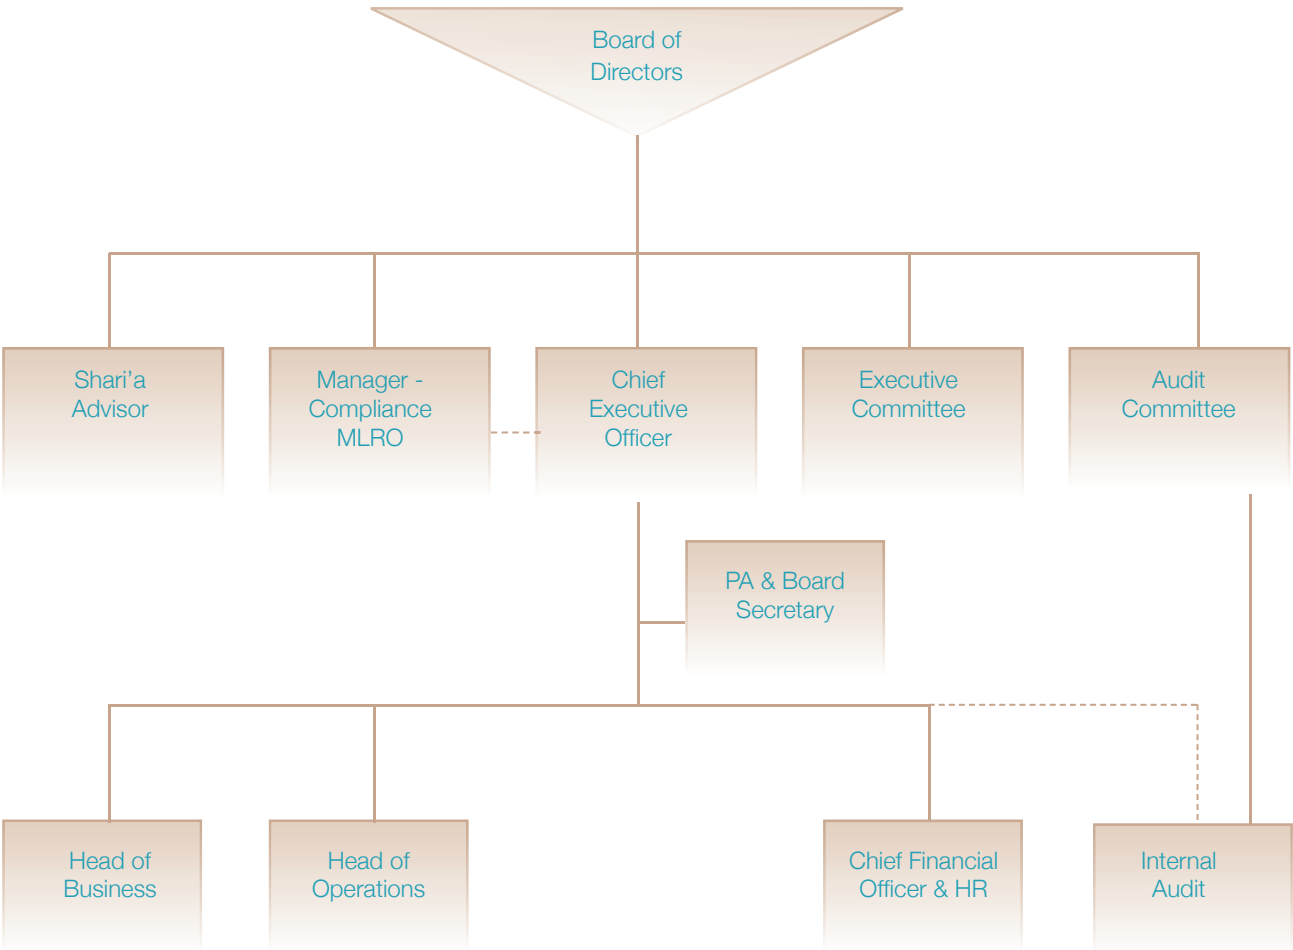 Board of
Directors
Shari’a
Advisor
Manager -
Compliance
MLRO
Chief
Executive
Officer
Executive
Committee
Audit
Committee
PA & Board
Secretary
Head of
Business
Head of
Operations
Chief Financial
Officer & HR
Internal
Audit